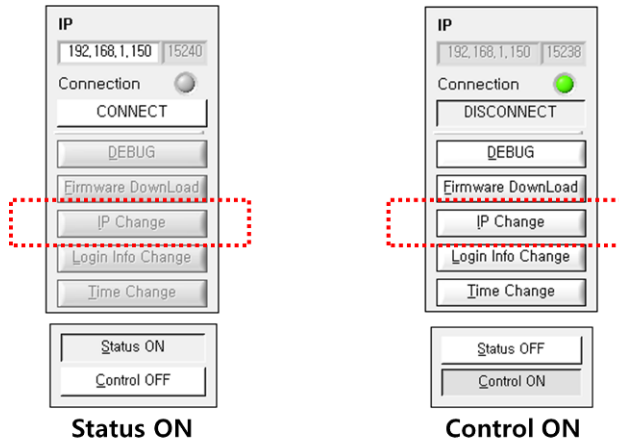 IP
192,168,1,150 15240
Connection
CONNECT
DEBUG
Firmware DownLoad
IP Change
Login Info Change
Time Change
Status ON
Control OFF
Status ON
IP
192,168,1,150 15238
Connection
DISCONNECT
DEBUG
Firmware DownLoad
IP Change
Login Info Change
Time Change
Status OFF
Control ON
Control ON